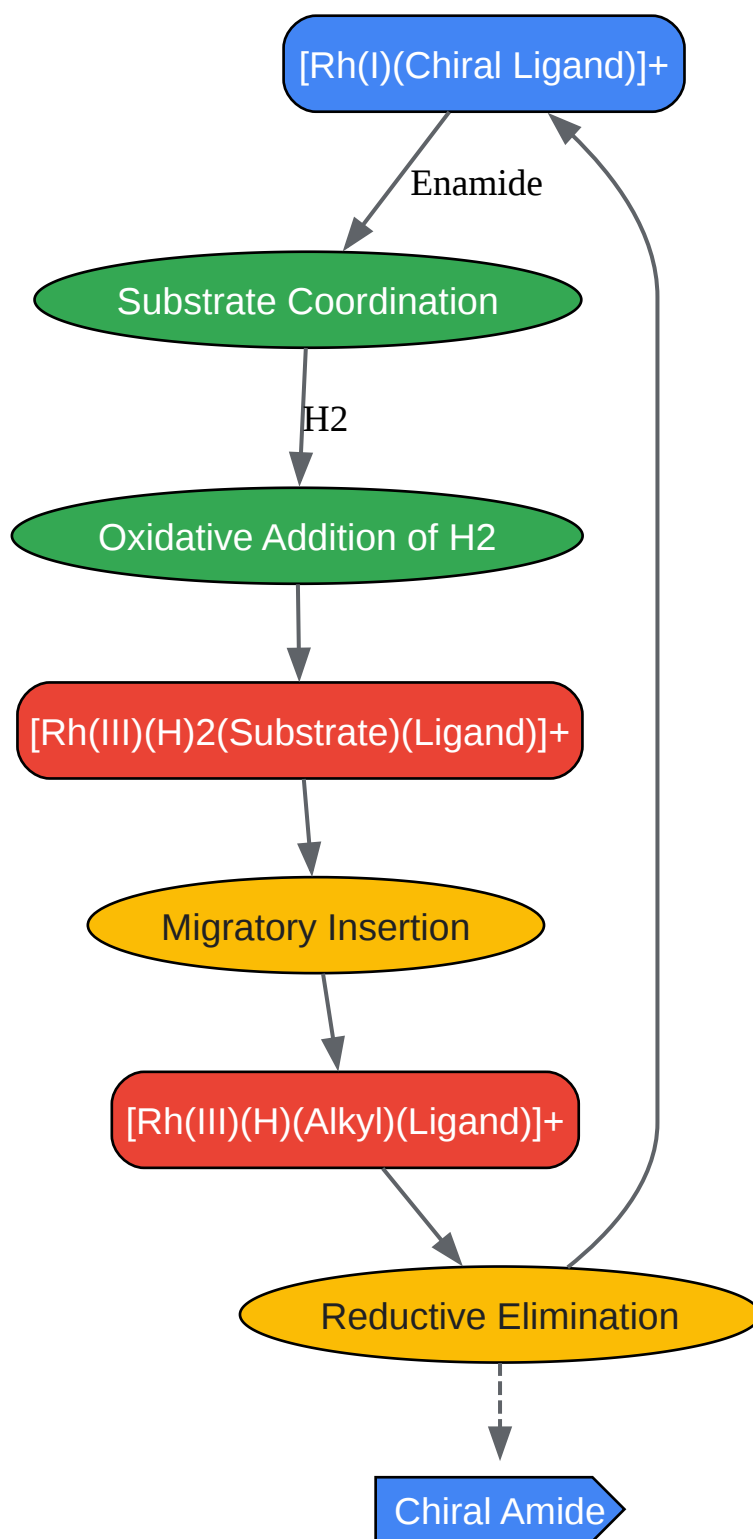 [Rh(I)(Chiral Ligand)]+
Enamide
Substrate Coordination
H2
Oxidative Addition of H2
[Rh(III)(H)2(Substrate)(Ligand)]+
Migratory Insertion
[Rh(III)(H)(Alkyl)(Ligand)]+
Reductive Elimination
Chiral Amide